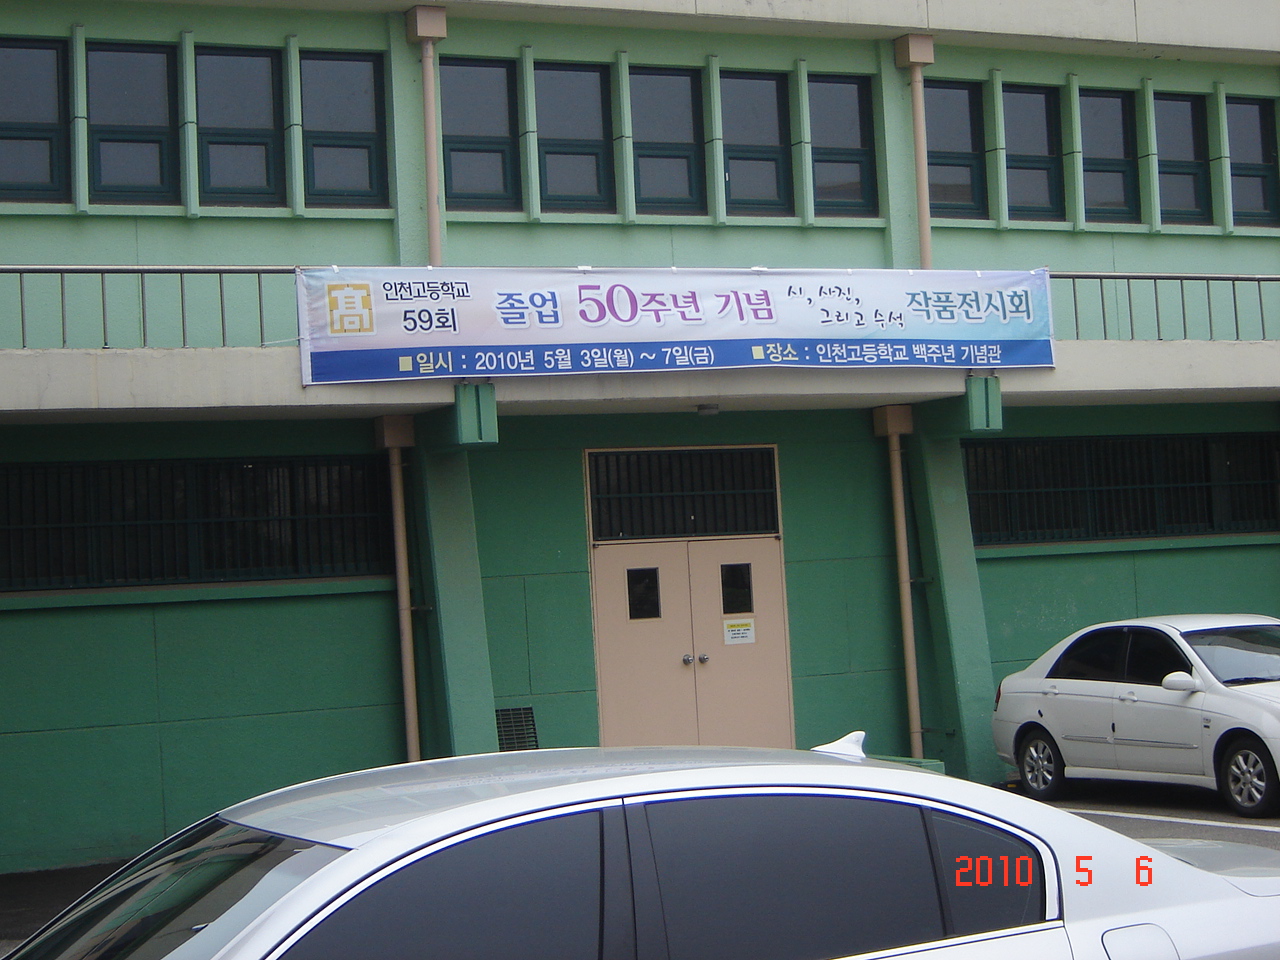 高 인천고등학교
59회
졸업 50주년 기념
시, 사진,
그리고 수석
작품전시회
일시 : 2010년 5월 3일(월) ~ 7일(금)
장소 : 인천고등학교 백주년 기념관
2010 5 6